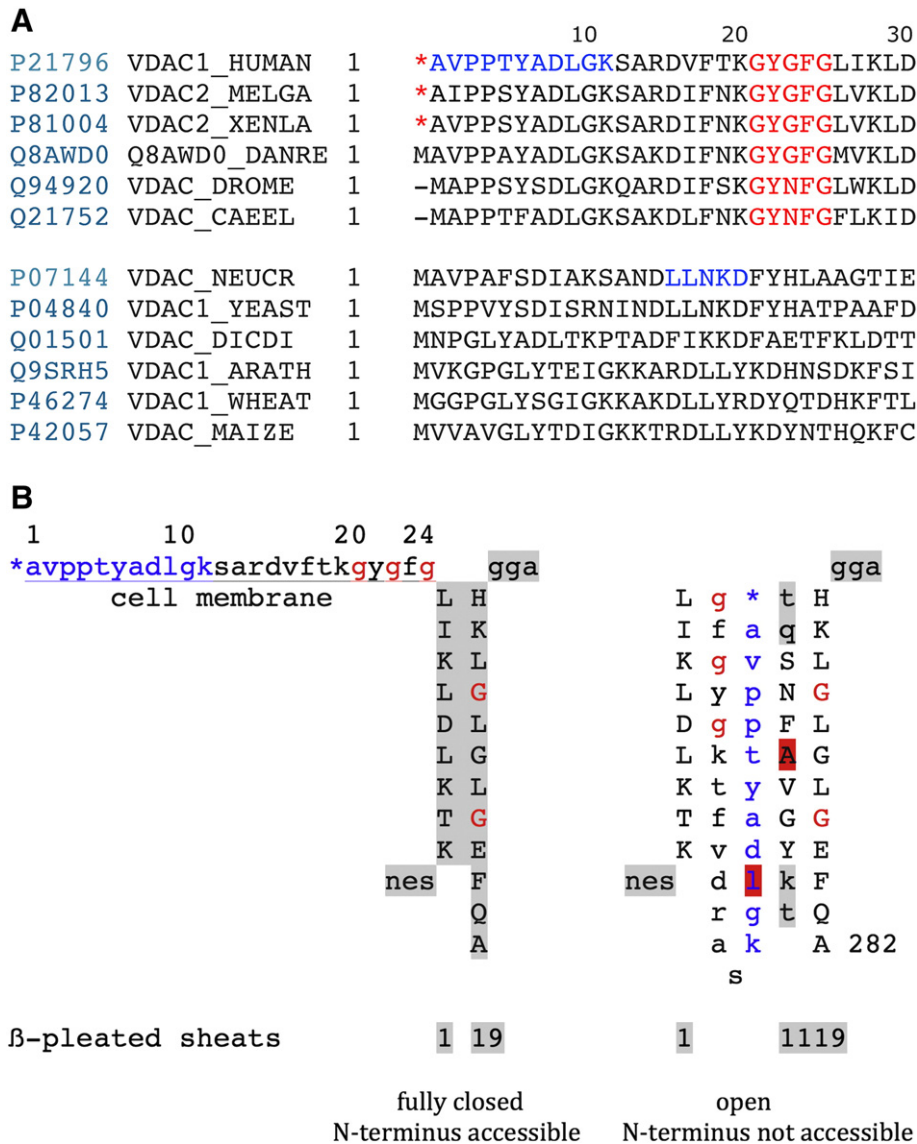 A
10 20 30
P21796 VDAC1_HUMAN 1 *AVPPTYADLGKSARDVFTKGYGFGLIKLD
P82013 VDAC2_MELGA 1 *AIPPSYADLGKSARDIFNKGYGFGLVKLD
P81004 VDAC2_XENLA 1 *AVPPSYADLGKSARDIFNKGYGFGLVKLD
Q8AWD0 Q8AWD0_DANRE 1 MAVPPAYADLGKSAKDIFNKGYGFGMVKLD
Q94920 VDAC_DROME 1 –MAPPSYSDLGKQARDIFSKGYNFGLWKLD
Q21752 VDAC_CAEEL 1 –MAPPTFADLGKSAKDLFNKGYNFGFLKID
P07144 VDAC_NEUCR 1 MAVPAFSDIAKSANDLLNKDFYHLAAGTIE
P04840 VDAC1_YEAST 1 MSPPVYSDISRNINDLLNKDFYHATPAAFD
Q01501 VDAC_DICDI 1 MNPGLYADLTKPTADFIKKDFAETFKLDTT
Q9SRH5 VDAC1_ARATH 1 MVKGPGLYTEIGKKARDLLYKDHNSDKFSI
P46274 VDAC1_WHEAT 1 MGGPGLYSGIGKKAKDLLYRDYQTDHKFTL
P42057 VDAC_MAIZE 1 MVVAVGLYTDIGKKTRDLLYKDYNTHQKFC
B
1 10 20 24
*avpptyadlgksardvftkgygfg gga gga
cell membrane L H L g * t H
I K I f a q K
K L K g v S L
L G L y p N G
D L D g p F L
L G L k t A G
K L K t y V L
T G T f a G G
K E K v d Y E
nes F nes d l k F
Q r g t Q
A a k A 282
s
ß–pleated sheats 1 19 1 1119
fully closed open
N-terminus accessible N-terminus not accessible